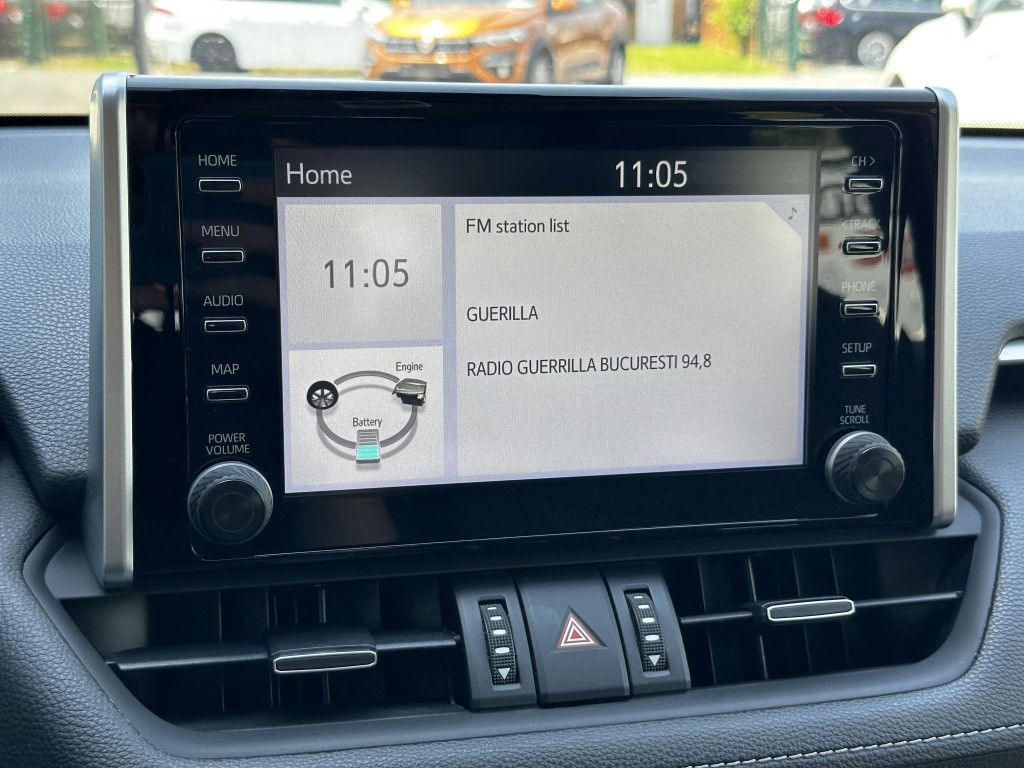 HOME
MENU
AUDIO
MAP
POWER
VOLUME
Home
11:05
11:05
Engine
Battery
FM station list
GUERILLA
RADIO GUERRILLA BUCURESTI 94,8
CH >
< TRACK
PHONE
SETUP
TUNE
SCROLL